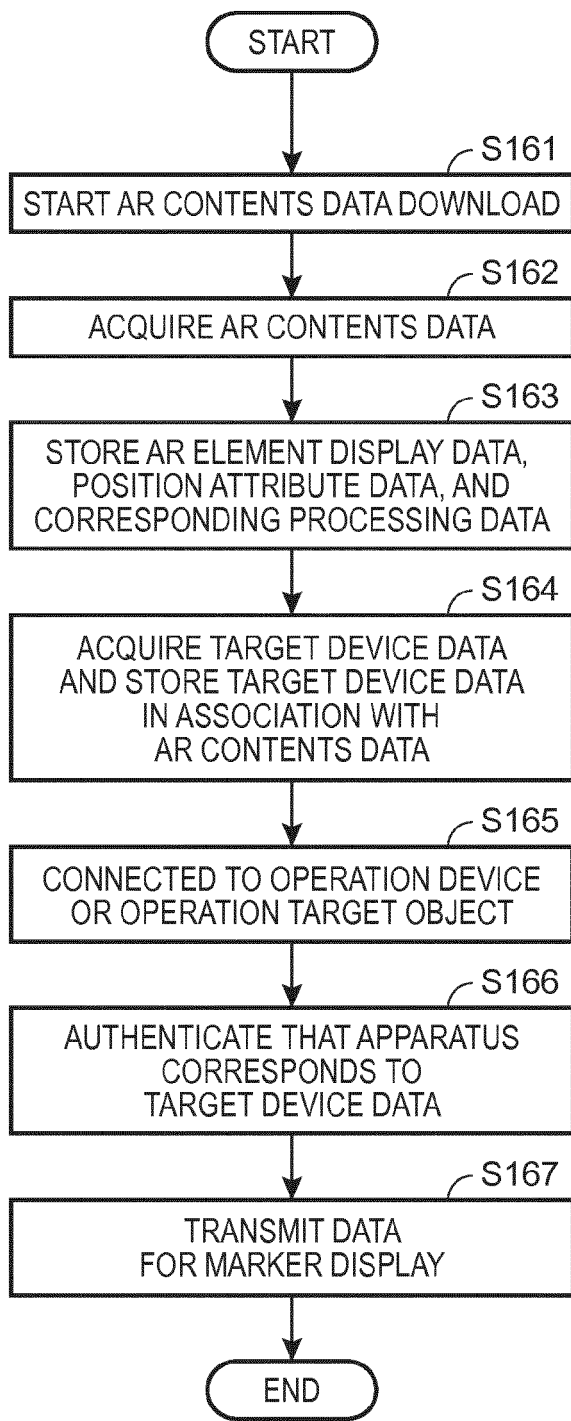 START
S161
START AR CONTENTS DATA DOWNLOAD
S162
ACQUIRE AR CONTENTS DATA
S163
STORE AR ELEMENT DISPLAY DATA,
POSITION ATTRIBUTE DATA, AND
CORRESPONDING PROCESSING DATA
S164
ACQUIRE TARGET DEVICE DATA
AND STORE TARGET DEVICE DATA
IN ASSOCIATION WITH
AR CONTENTS DATA
S165
CONNECTED TO OPERATION DEVICE
OR OPERATION TARGET OBJECT
S166
AUTHENTICATE THAT APPARATUS
CORRESPONDS TO
TARGET DEVICE DATA
S167
TRANSMIT DATA
FOR MARKER DISPLAY
END